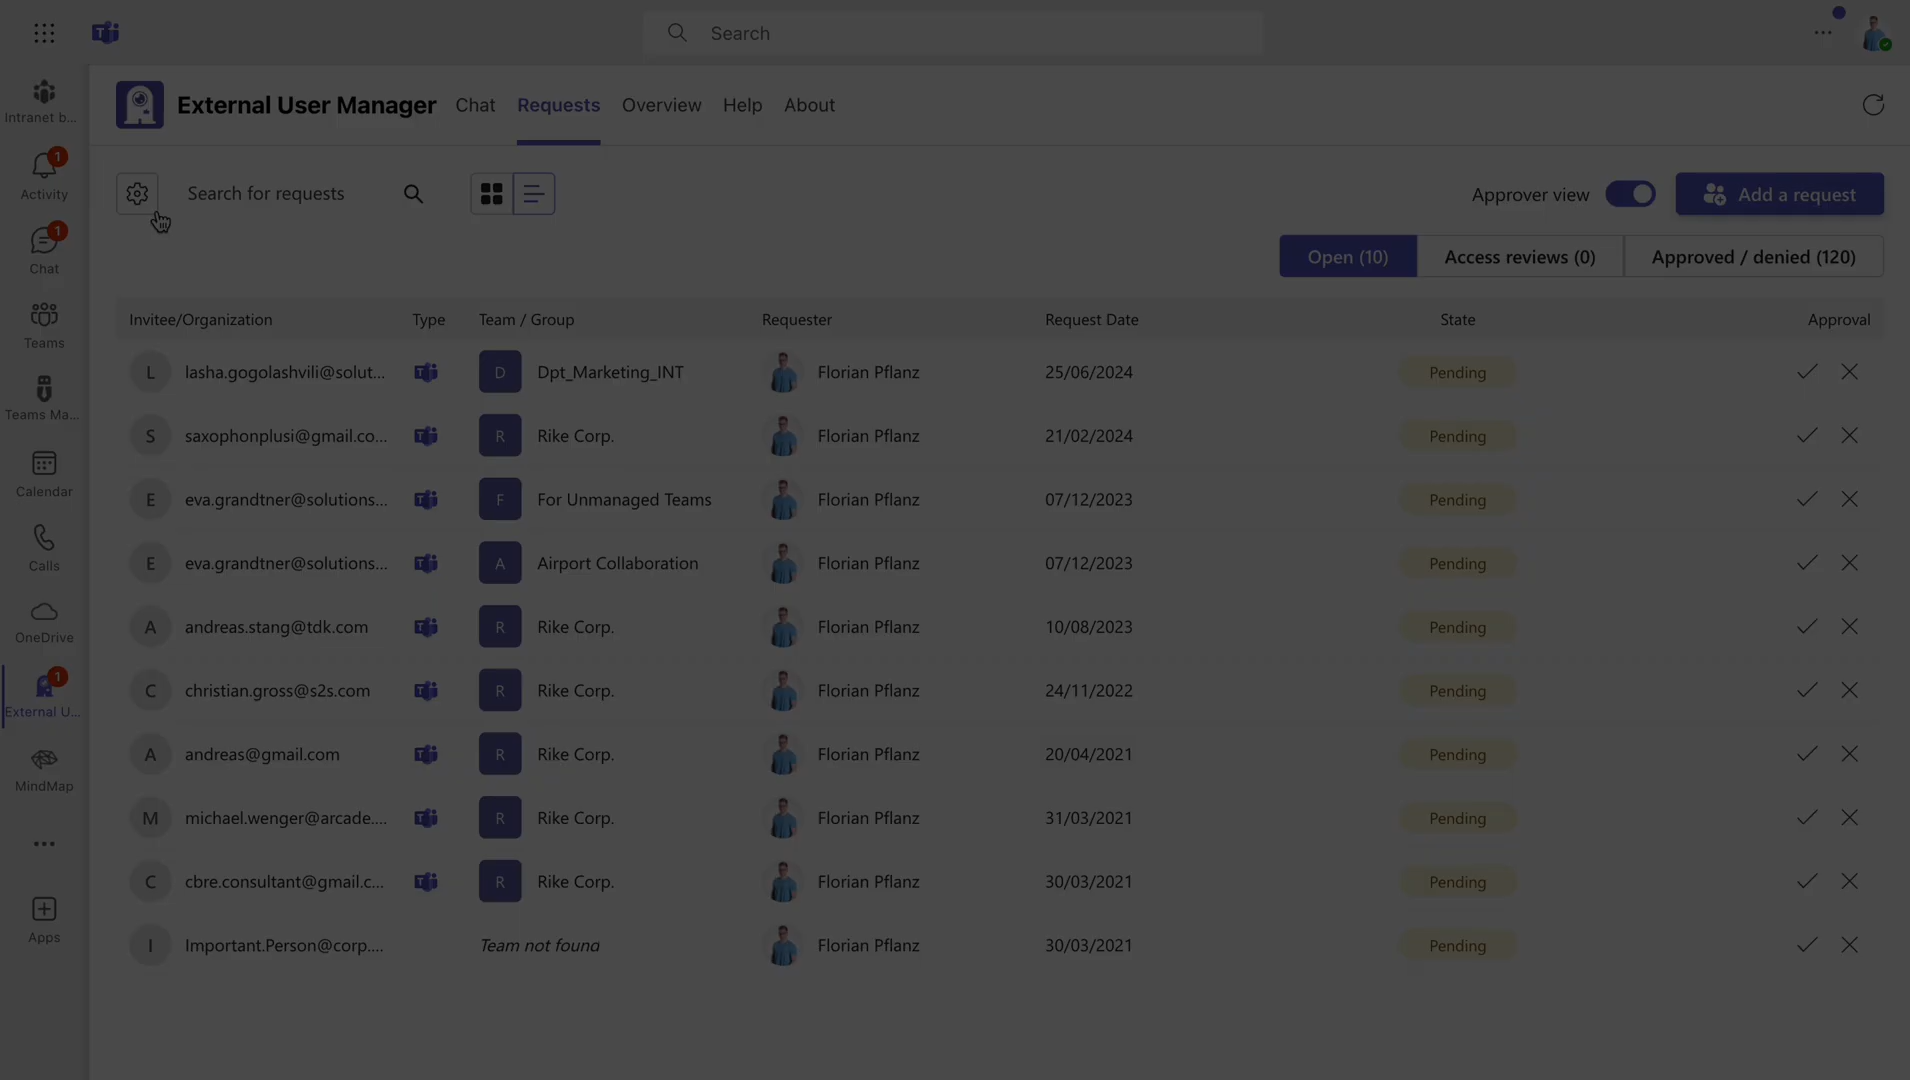 Search
Intranet b...
1
Activity
1
Chat
Teams
Teams Ma...
Calendar
Calls
OneDrive
1
External U...
MindMap
Apps
External User Manager Chat Requests Overview Help About
Search for requests
Approver view
Add a request
Open (10) Access reviews (0) Approved / denied (120)
Invitee/Organization Type Team / Group Requester Request Date State Approval
L lasha.gogolashvili@solut... D Dpt_Marketing_INT Florian Pflanz 25/06/2024 Pending
S saxophonplusi@gmail.co... R Rike Corp. Florian Pflanz 21/02/2024 Pending
E eva.grandtner@solutions... F For Unmanaged Teams Florian Pflanz 07/12/2023 Pending
E eva.grandtner@solutions... A Airport Collaboration Florian Pflanz 07/12/2023 Pending
A andreas.stang@tdk.com R Rike Corp. Florian Pflanz 10/08/2023 Pending
C christian.gross@s2s.com R Rike Corp. Florian Pflanz 24/11/2022 Pending
A andreas@gmail.com R Rike Corp. Florian Pflanz 20/04/2021 Pending
M michael.wenger@arcade.... R Rike Corp. Florian Pflanz 31/03/2021 Pending
C cbre.consultant@gmail.c... R Rike Corp. Florian Pflanz 30/03/2021 Pending
I Important.Person@corp.... Team not found Florian Pflanz 30/03/2021 Pending